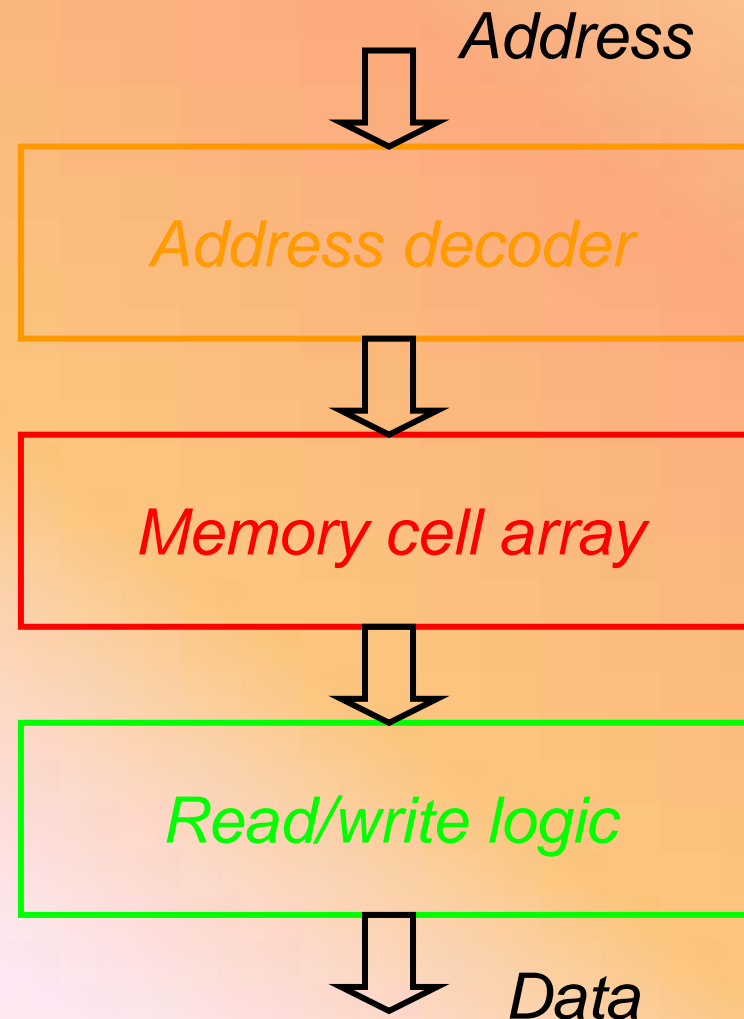 Address
Address decoder
Memory cell array
Read/write logic
Data